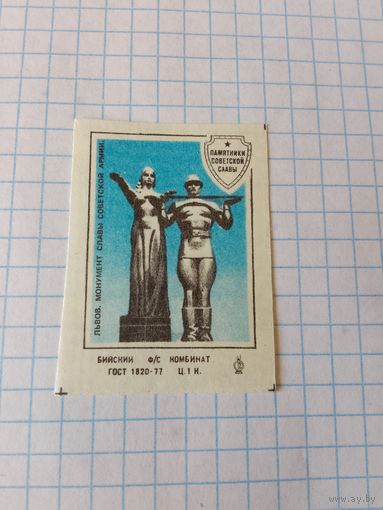 ПАМЯТНИКИ
СОВЕТСКОЙ
СЛАВЫ
ЛЬВОВ. МОНУМЕНТ СЛАВЫ СОВЕТСКОЙ АРМИИ.
БИЙСКИЙ Ф/С КОМБИНАТ
ГОСТ 1820-77 Ц.1 К.
www.ay.by